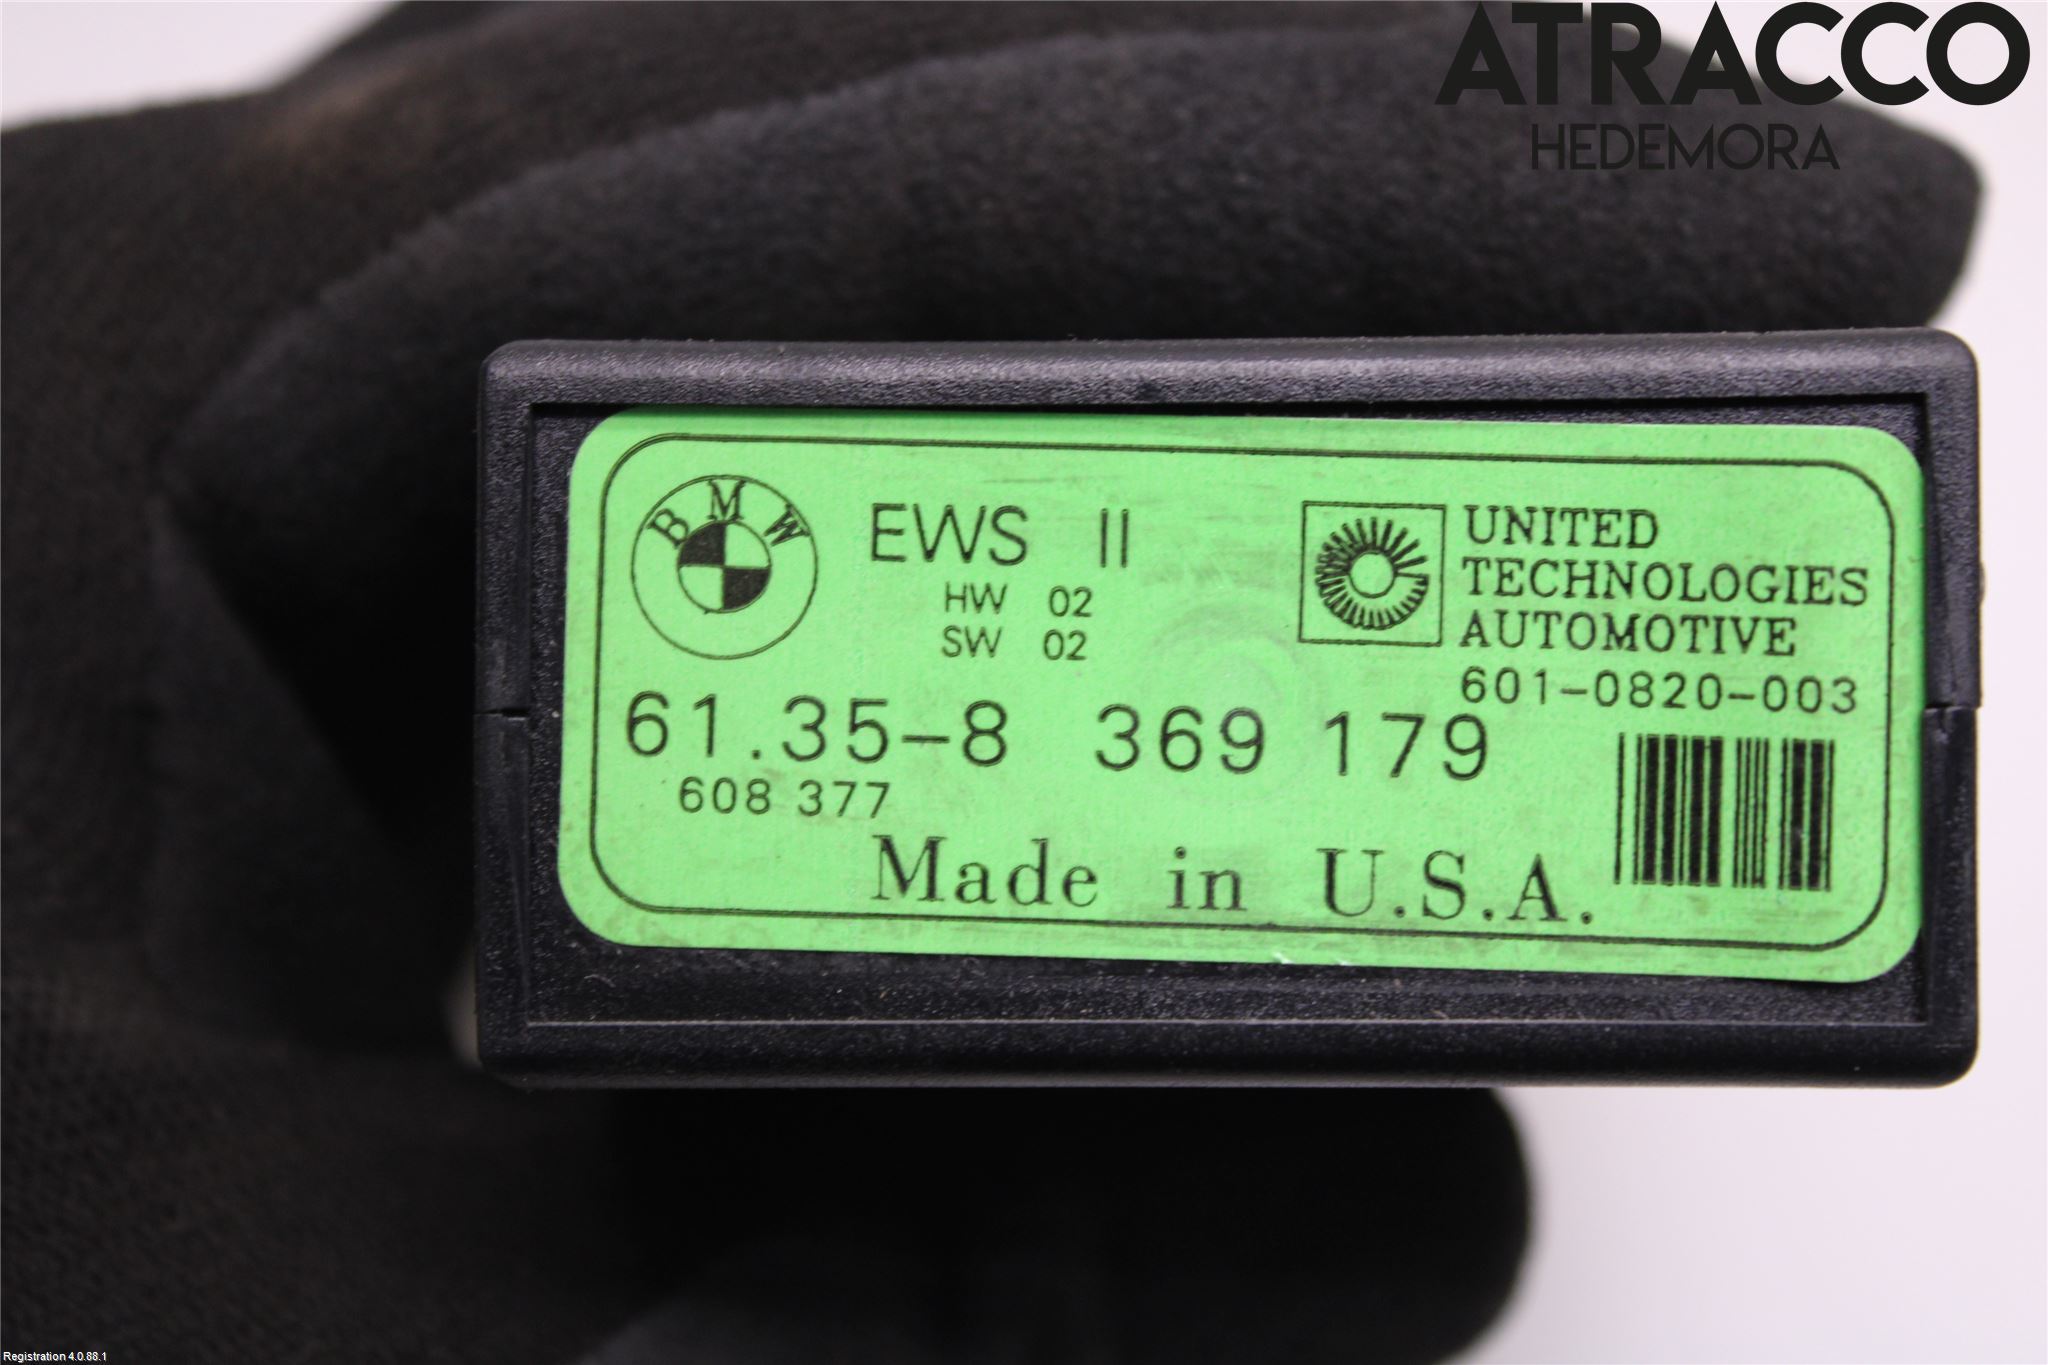 ATRACCO
HEDEMORA
BMW
EWS II
HW 02
SW 02
UNITED
TECHNOLOGIES
AUTOMOTIVE
601-0820-003
61.35-8 369 179
608 377
Made in U.S.A.
Registration 4.0.88.1